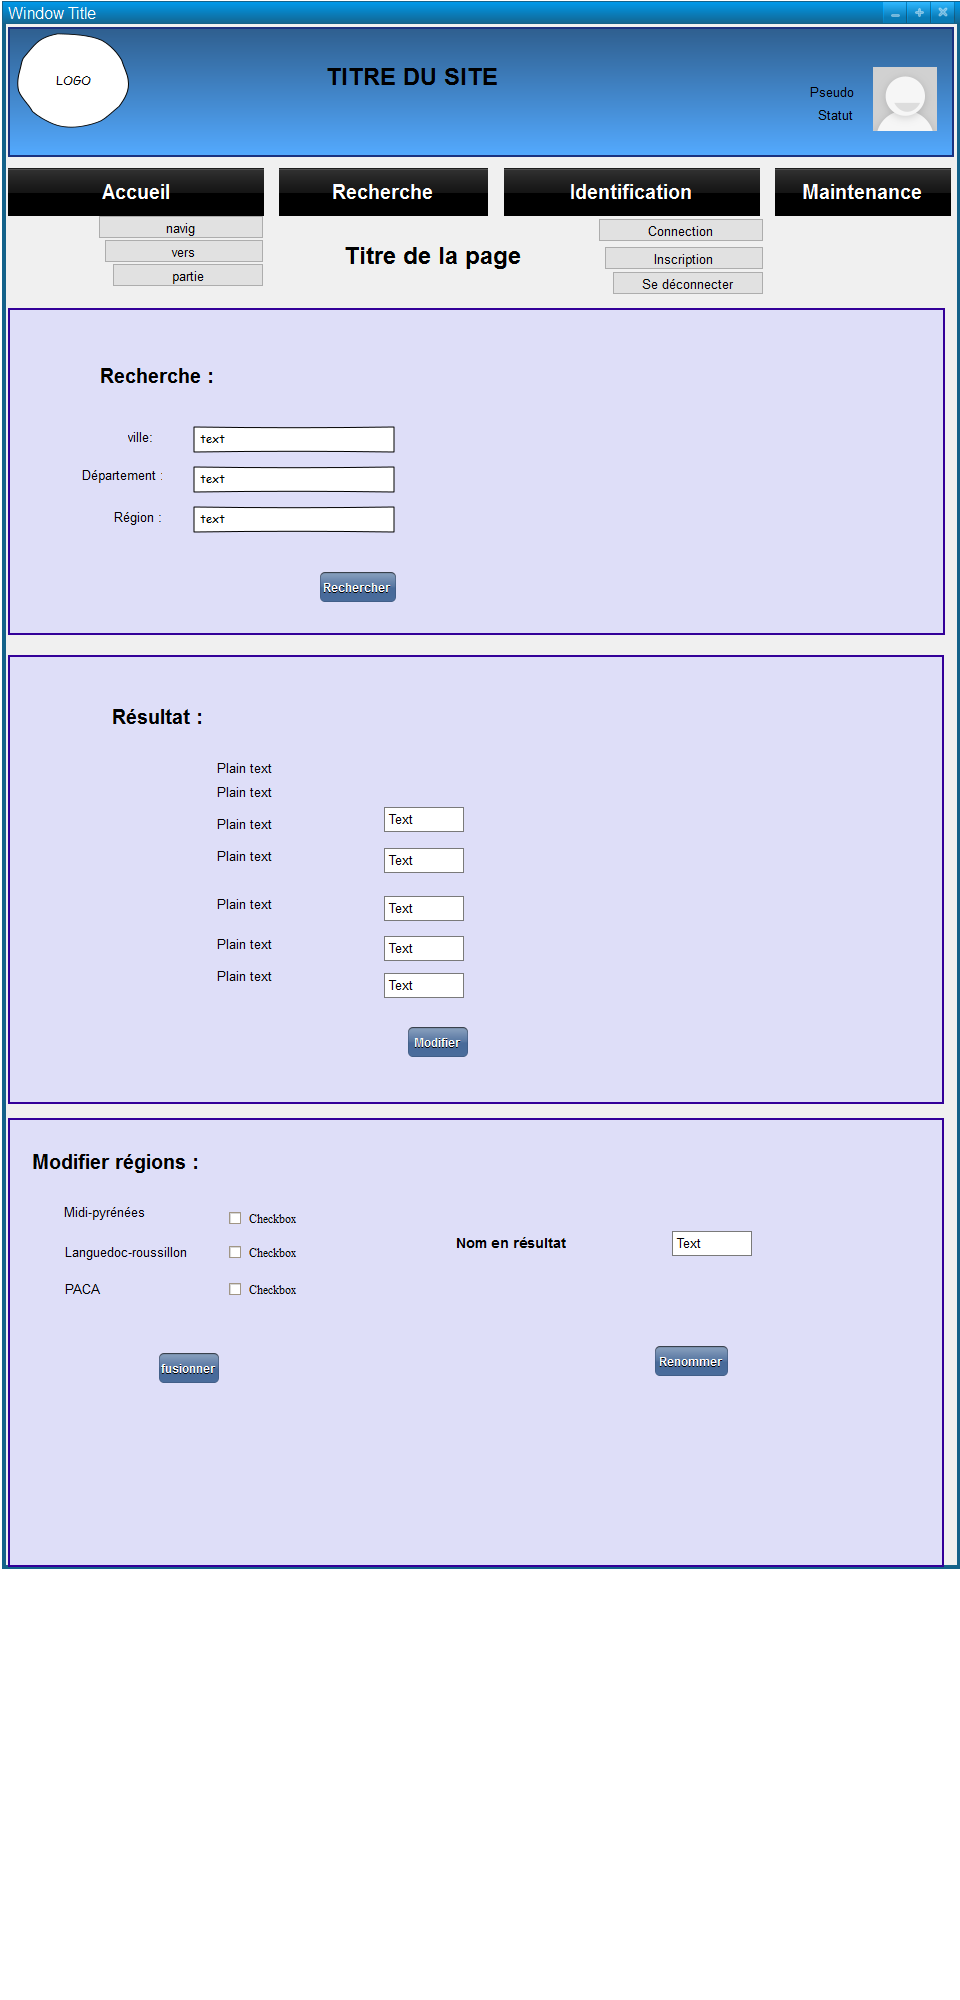 Window Title
LOGO
TITRE DU SITE
Pseudo
Statut
Accueil
Recherche
Identification
Maintenance
navig
vers
partie
Titre de la page
Connection
Inscription
Se déconnecter
Recherche :
ville: text
Département : text
Région : text
Rechercher
Résultat :
Plain text
Plain text
Plain text Text
Plain text Text
Plain text Text
Plain text Text
Plain text Text
Modifier
Modifier régions :
Midi-pyrénées Checkbox
Languedoc-roussillon Checkbox
PACA Checkbox
Nom en résultat Text
fusionner
Renommer